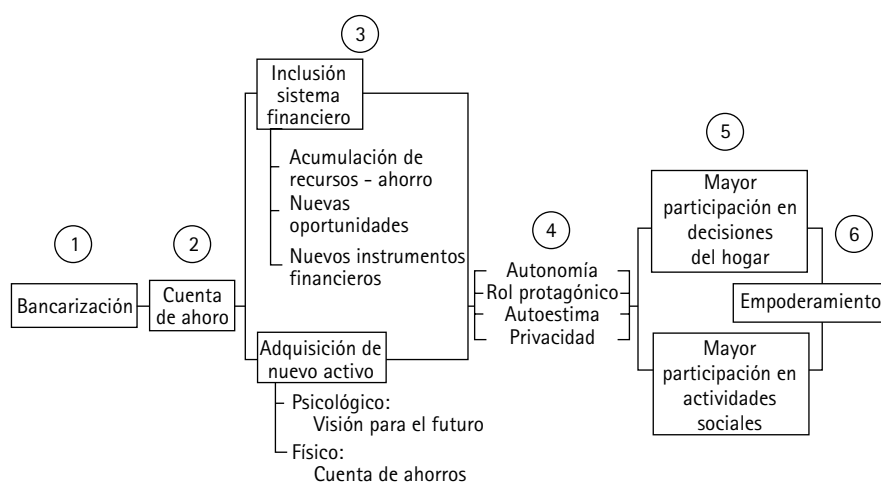 1
Bancarización
2
Cuenta
de ahoro
3
Inclusión
sistema
financiero
Acumulación de
recursos - ahorro
Nuevas
oportunidades
Nuevos instrumentos
financieros
Adquisición de
nuevo activo
Psicológico:
Visión para el futuro
Físico:
Cuenta de ahorros
4
Autonomía
Rol protagónico
Autoestima
Privacidad
5
Mayor
participación en
decisiones
del hogar
Mayor
participación en
actividades
sociales
6
Empoderamiento